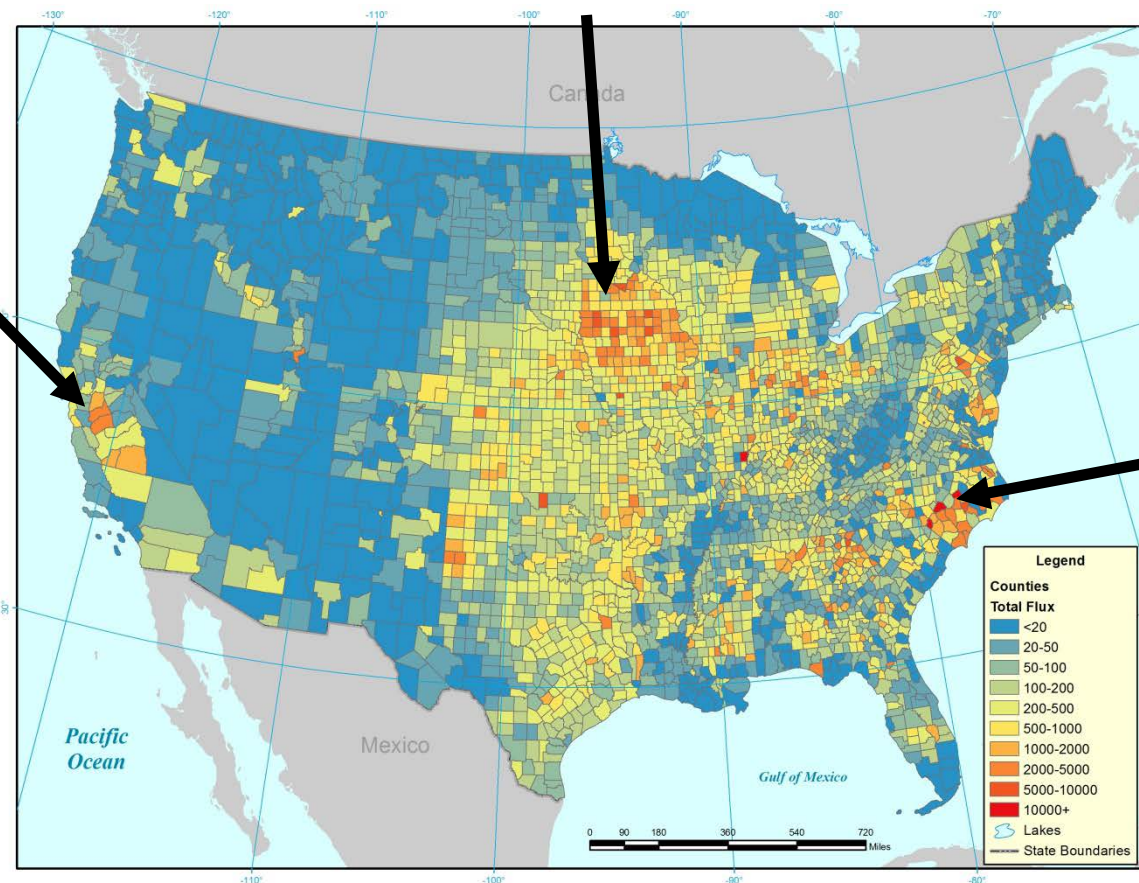 -130°
-120°
-110°
-100°
-90°
-80°
-70°
Canada
30°
Pacific
Ocean
Mexico
Gulf of Mexico
0 90 180 360 540 720
Miles
Legend
Counties
Total Flux
<20
20-50
50-100
100-200
200-500
500-1000
1000-2000
2000-5000
5000-10000
10000+
Lakes
State Boundaries
-110°
-100°
-90°
-80°